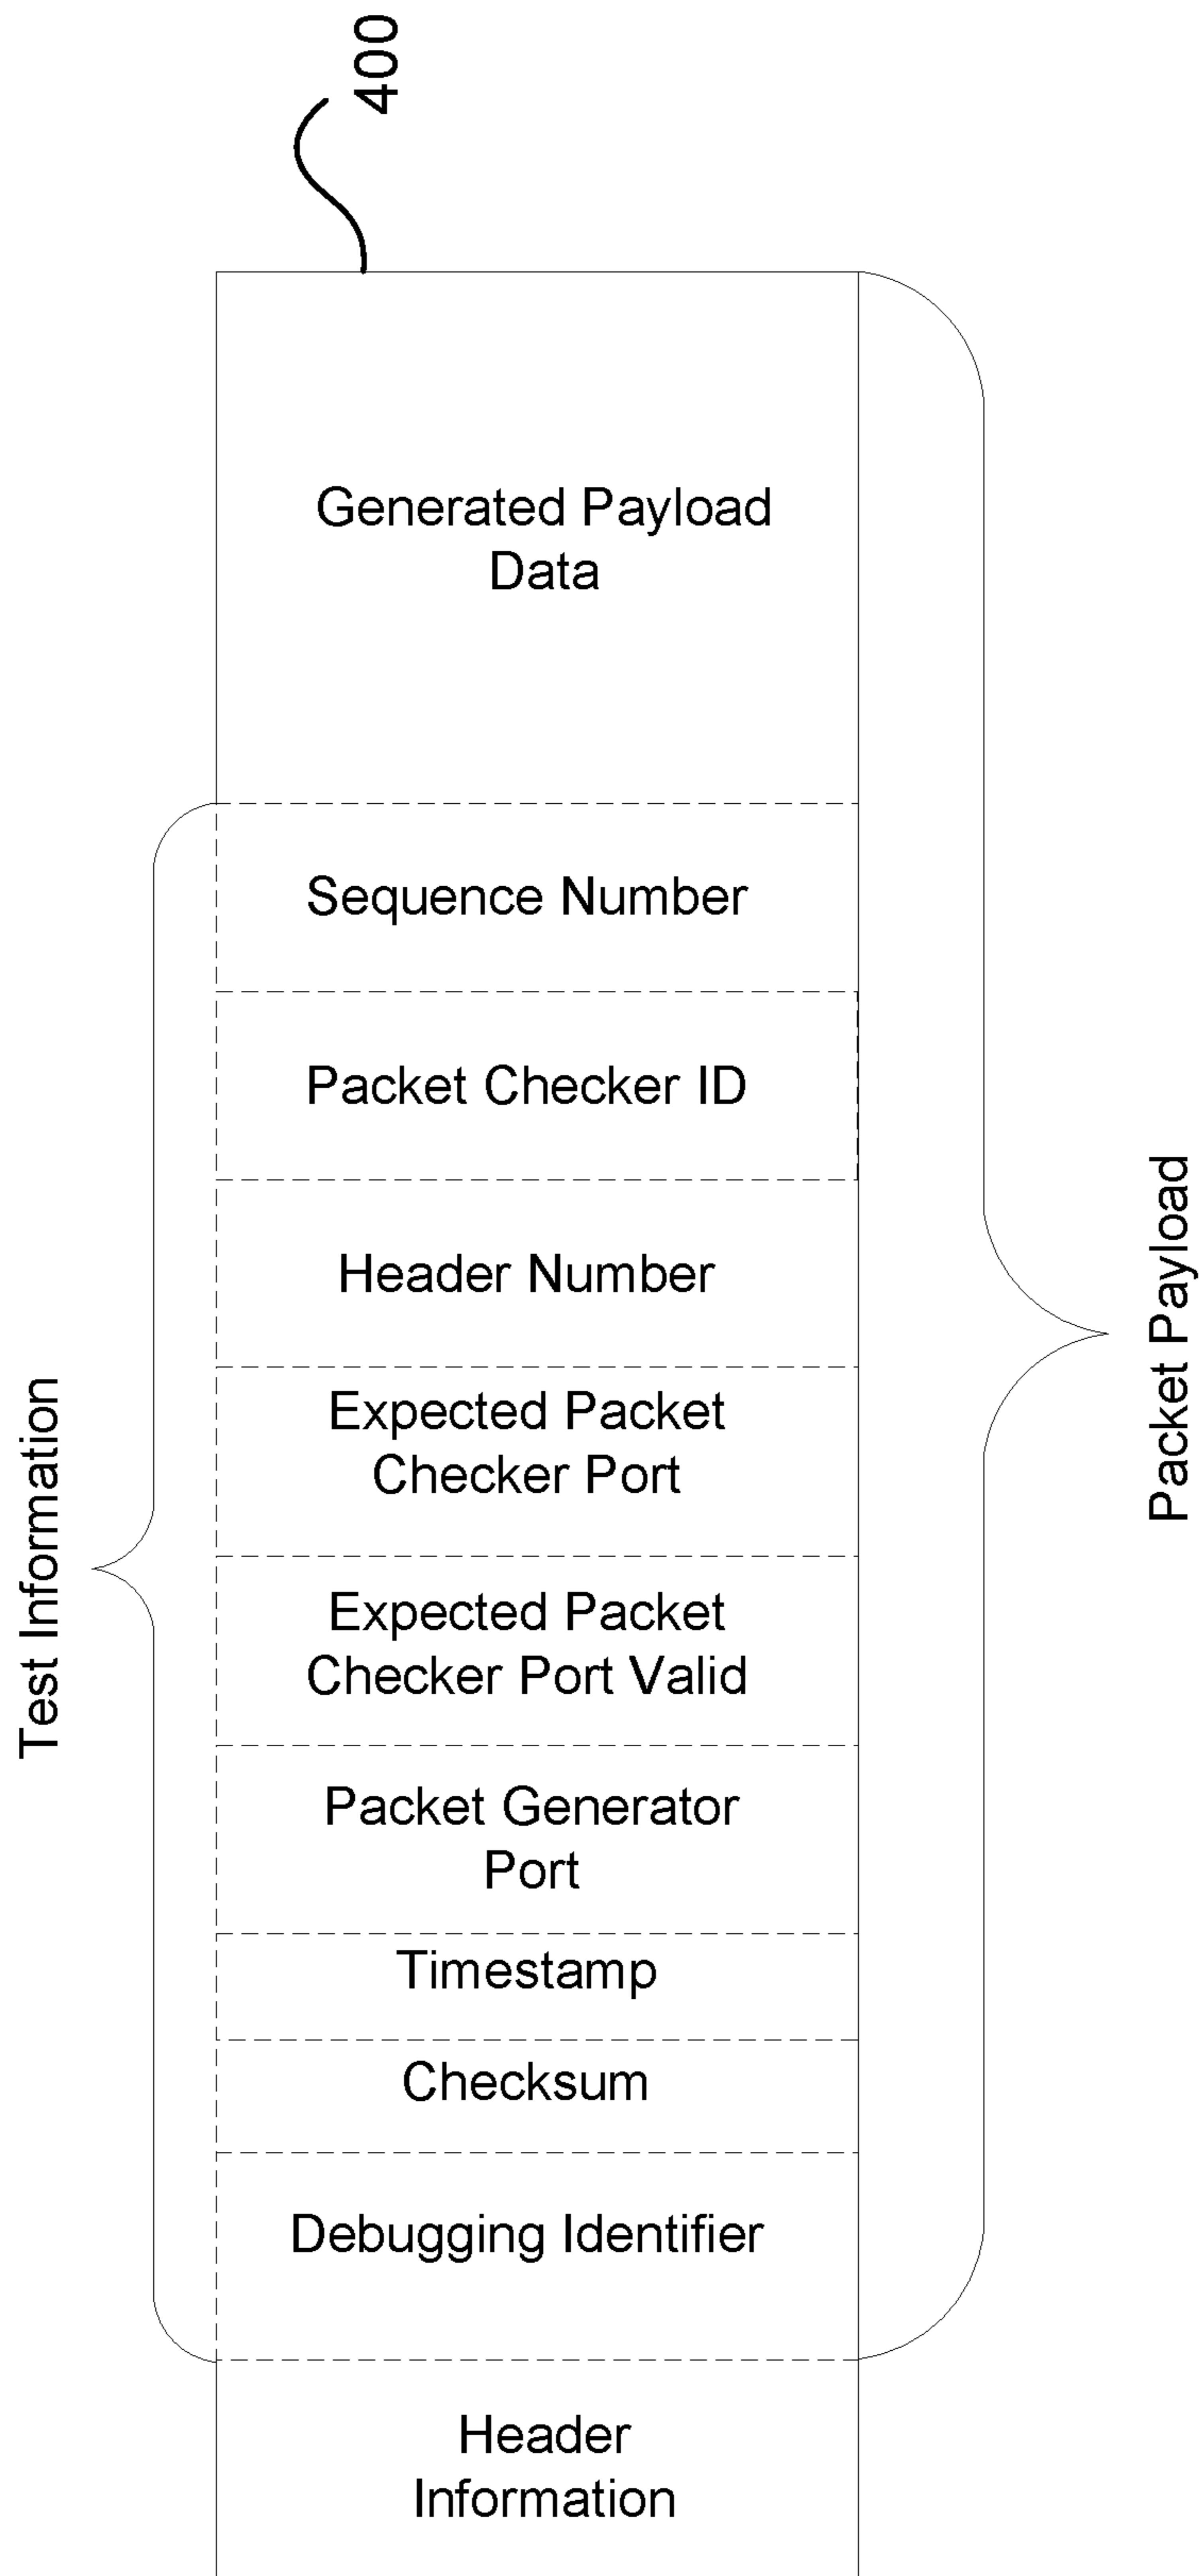 400
Generated Payload
Data
Sequence Number
Packet Checker ID
Header Number
Expected Packet
Checker Port
Expected Packet
Checker Port Valid
Packet Generator
Port
Timestamp
Checksum
Debugging Identifier
Header
Information
Test Information
Packet Payload